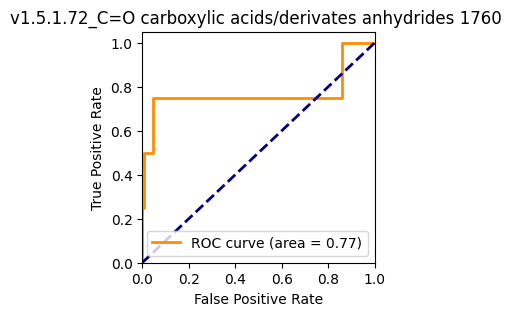 v1.5.1.72_C=O carboxylic acids/derivates anhydrides 1760
1.0
0.8
0.6
0.4
0.2
0.0
True Positive Rate
ROC curve (area = 0.77)
0.0 0.2 0.4 0.6 0.8 1.0
False Positive Rate